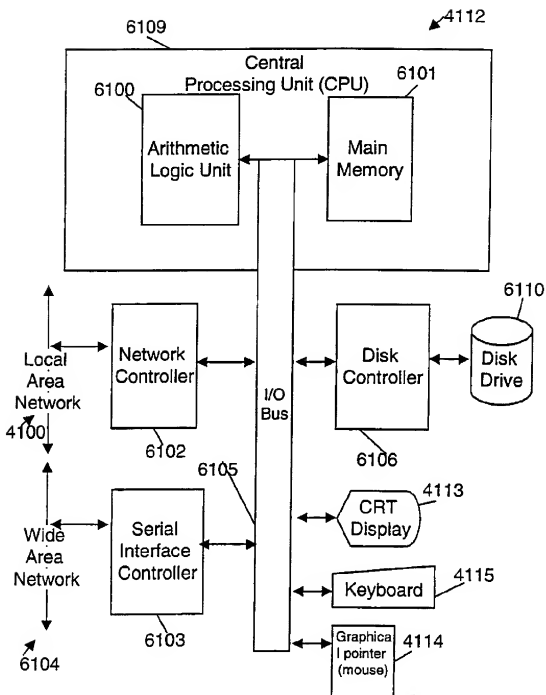 6109
4112
Central
Processing Unit (CPU)
6100
6101
Arithmetic
Logic Unit
Main
Memory
6110
Local
Area
Network
4100
Network
Controller
6102
I/O
Bus
Disk
Controller
6106
Disk
Drive
6105
4113
CRT
Display
Wide
Area
Network
Serial
Interface
Controller
Keyboard
4115
6104
6103
Graphica
l pointer
(mouse)
4114